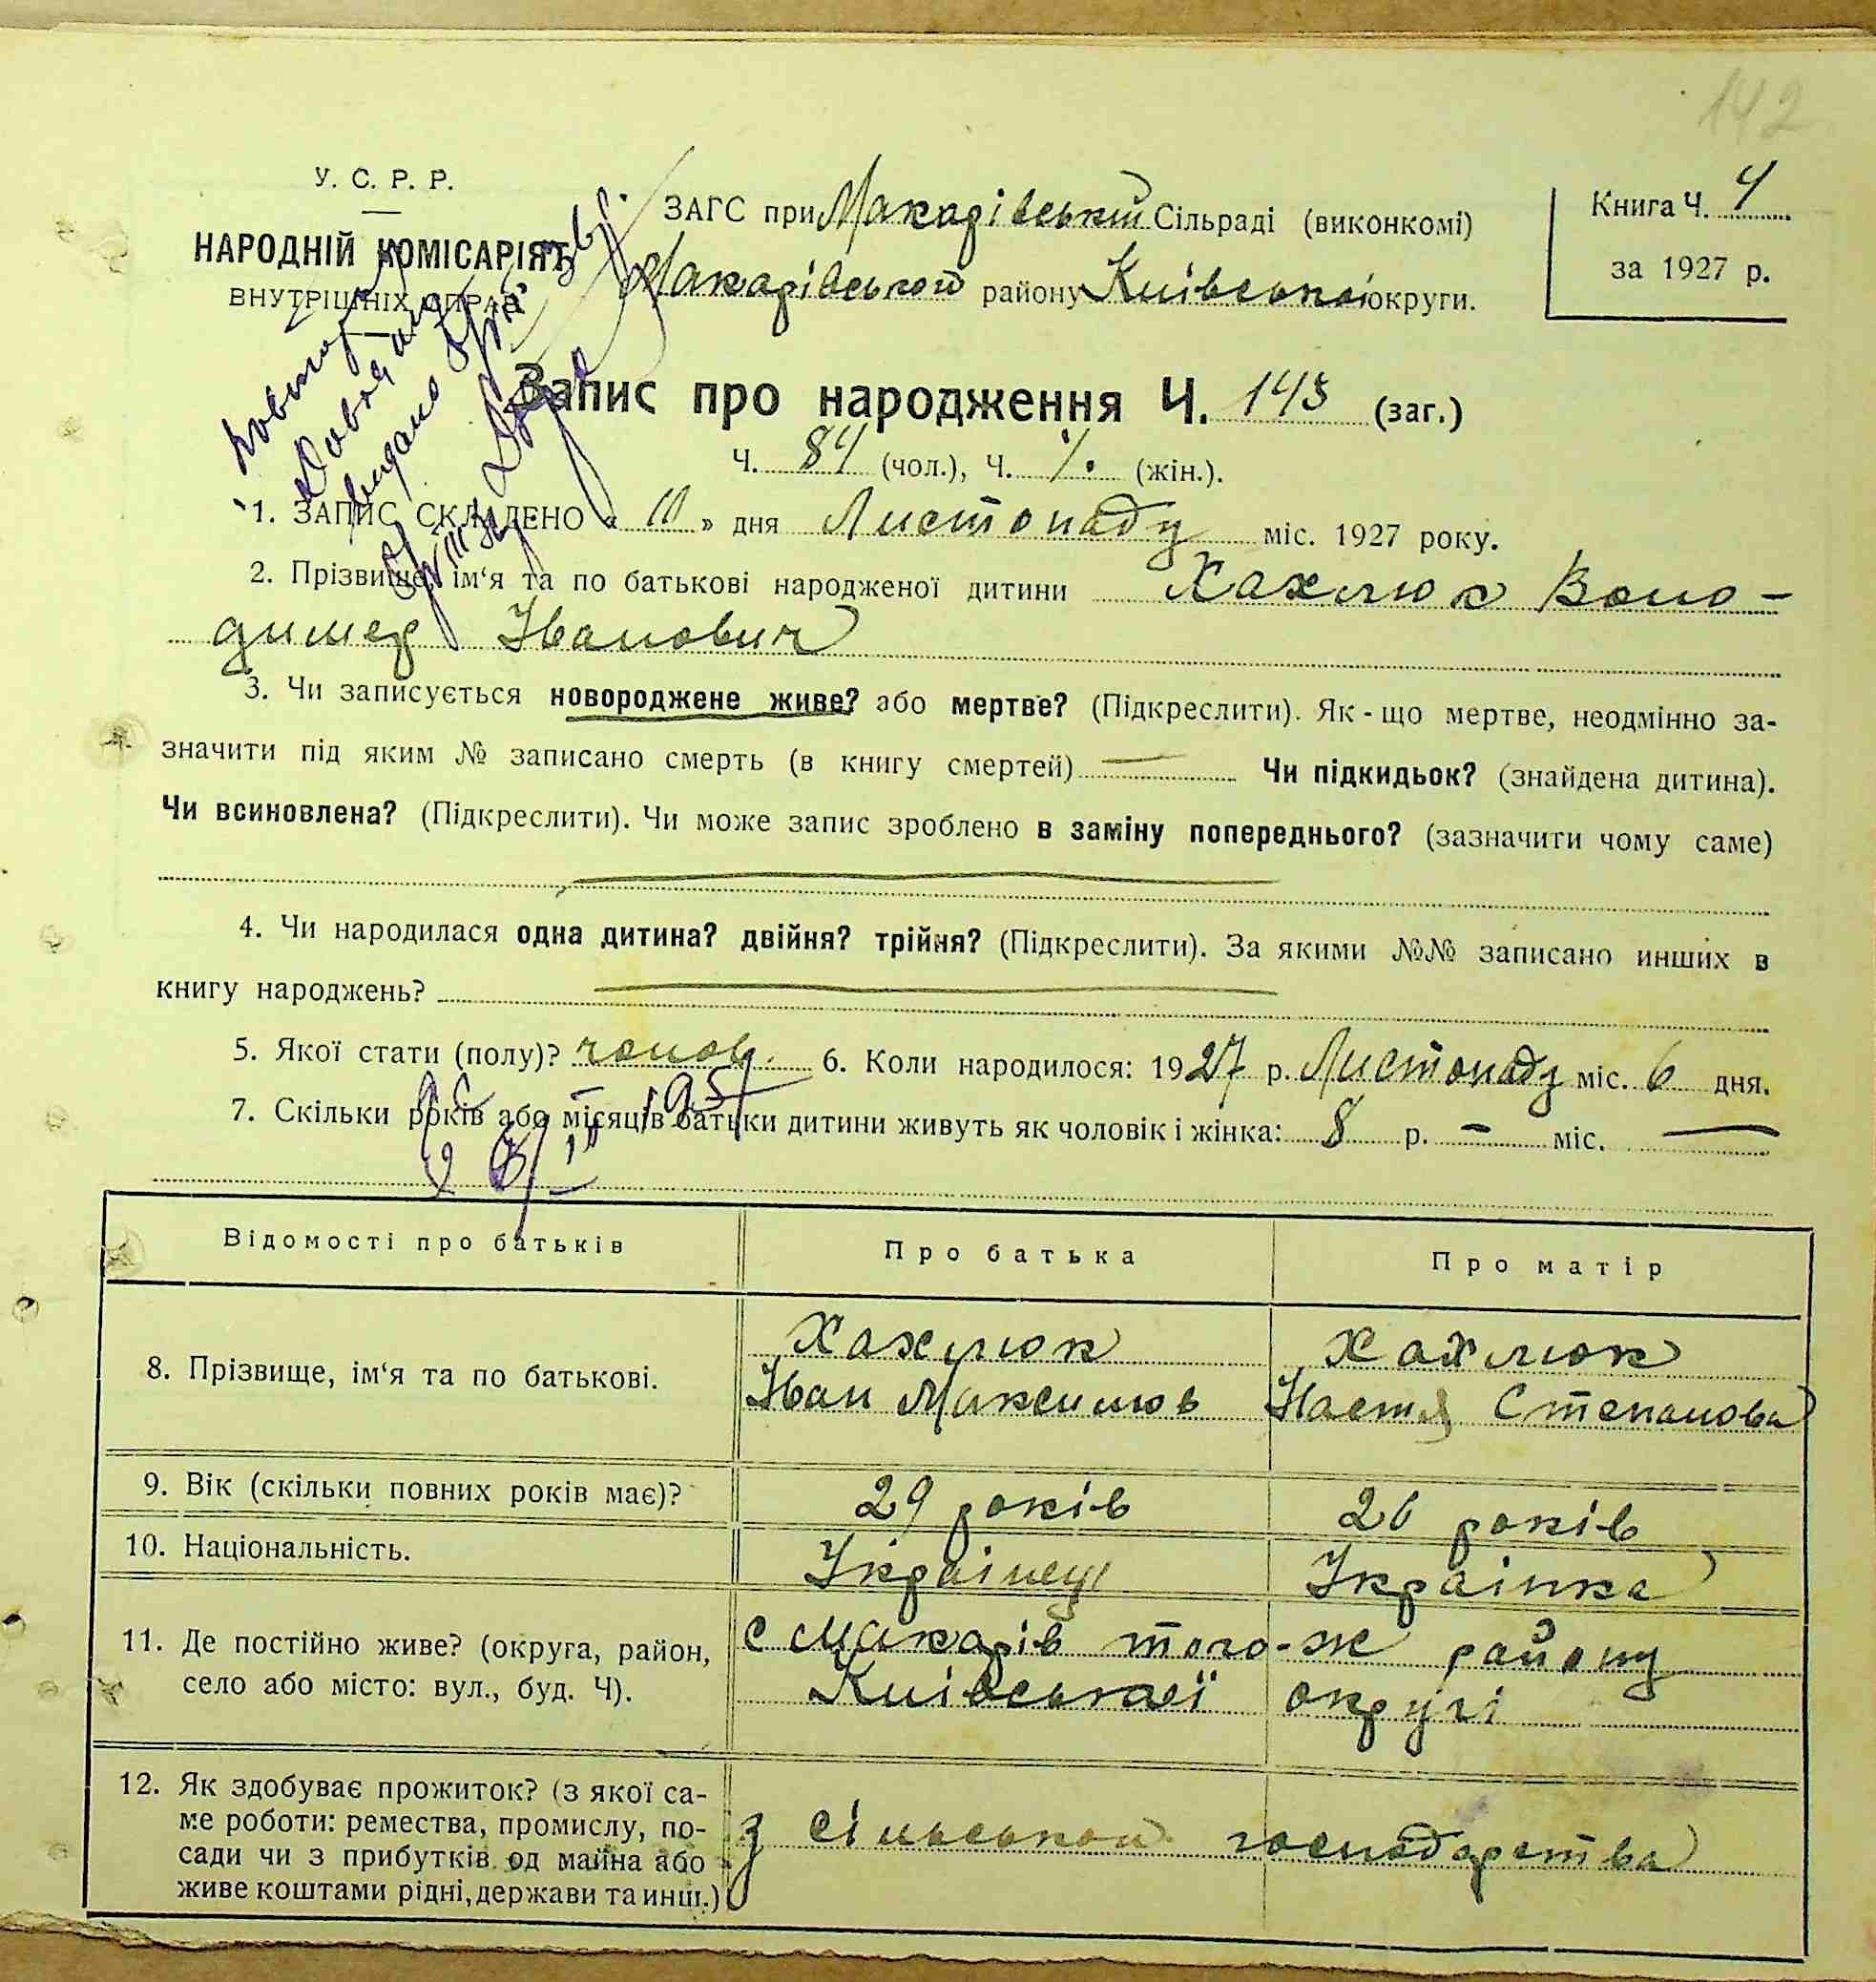 142
У. С. Р. Р.
НАРОДНІЙ КОМІСАРІЯТ
ВНУТРІШНІХ СПРАВ
ЗАГС при Макарівській Сільраді (виконкомі)
Макарівського району Київської округи.
Книга Ч. 4
за 1927 р.
видано
Запис про народження Ч. 143 (заг.)
Ч. 84 (чол.), Ч. (жін.).
1. ЗАПИС СКЛАДЕНО « 10 » дня Листопаду міс. 1927 року.
2. Прізвище, ім‘я та по батькові народженої дитини Хахлюк Воло-
димер Іванович
3. Чи записується новороджене живе? або мертве? (Підкреслити). Як-що мертве, неодмінно за-
значити під яким № записано смерть (в книгу смертей) — Чи підкидьок? (знайдена дитина).
Чи всиновлена? (Підкреслити). Чи може запис зроблено в заміну попереднього? (зазначити чому саме)
4. Чи народилася одна дитина? двійня? трійня? (Підкреслити). За якими №№ записано инших в
книгу народжень?
5. Якої стати (полу)? чолов. 6. Коли народилося: 1927 р. Листопаду міс. 6 дня.
7. Скільки років або місяців батьки дитини живуть як чоловік і жінка: 8 р. — міс. —
Відомості про батьків Про батька Про матір
8. Прізвище, ім‘я та по батькові.
Хахлюк
Іван Максимов
Хахлюк
Настя Степанова
9. Вік (скільки повних років має)? 29 років 26 років
10. Національність. Українець Українка
11. Де постійно живе? (округа, район,
село або місто: вул., буд. Ч).
с Макарів того-ж району
Київської округі
12. Як здобуває прожиток? (з якої са-
ме роботи: ремества, промислу, по-
сади чи з прибутків од майна або
живе коштами рідні, держави та инш.)
з сільського господарства